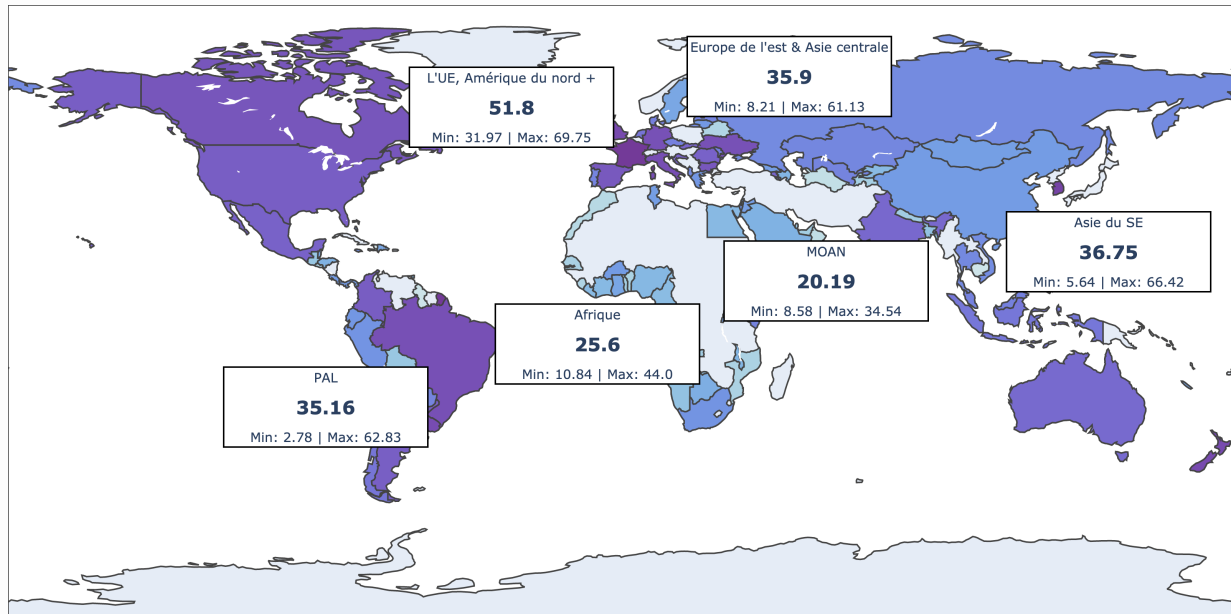 Europe de l'est & Asie centrale
35.9
Min: 8.21 | Max: 61.13
L'UE, Amérique du nord +
51.8
Min: 31.97 | Max: 69.75
Asie du SE
36.75
Min: 5.64 | Max: 66.42
MOAN
20.19
Min: 8.58 | Max: 34.54
Afrique
25.6
Min: 10.84 | Max: 44.0
PAL
35.16
Min: 2.78 | Max: 62.83